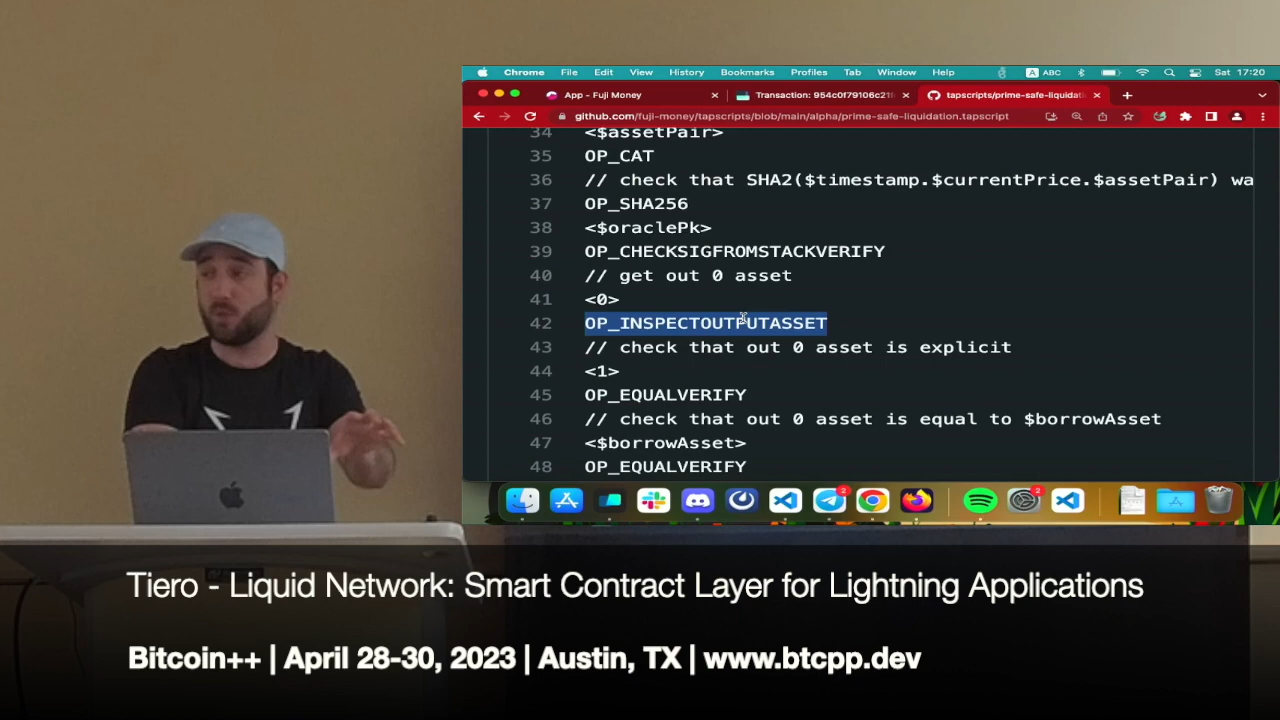 Chrome File Edit View History Bookmarks Profiles Tab Window Help A ABC Sat 17:20
App - Fuji Money Transaction: 954c0f79106c21 tapscripts/prime-safe-liquidati
github.com/fuji-money/tapscripts/blob/main/alpha/prime-safe-liquidation.tapscript
34 <$assetPair>
35 OP_CAT
36 // check that SHA2($timestamp.$currentPrice.$assetPair) wa
37 OP_SHA256
38 <$oraclePk>
39 OP_CHECKSIGFROMSTACKVERIFY
40 // get out 0 asset
41 <0>
42 OP_INSPECTOUTPUTASSET
43 // check that out 0 asset is explicit
44 <1>
45 OP_EQUALVERIFY
46 // check that out 0 asset is equal to $borrowAsset
47 <$borrowAsset>
48 OP_EQUALVERIFY
2 2
Tiero - Liquid Network: Smart Contract Layer for Lightning Applications
Bitcoin++ | April 28-30, 2023 | Austin, TX | www.btcpp.dev